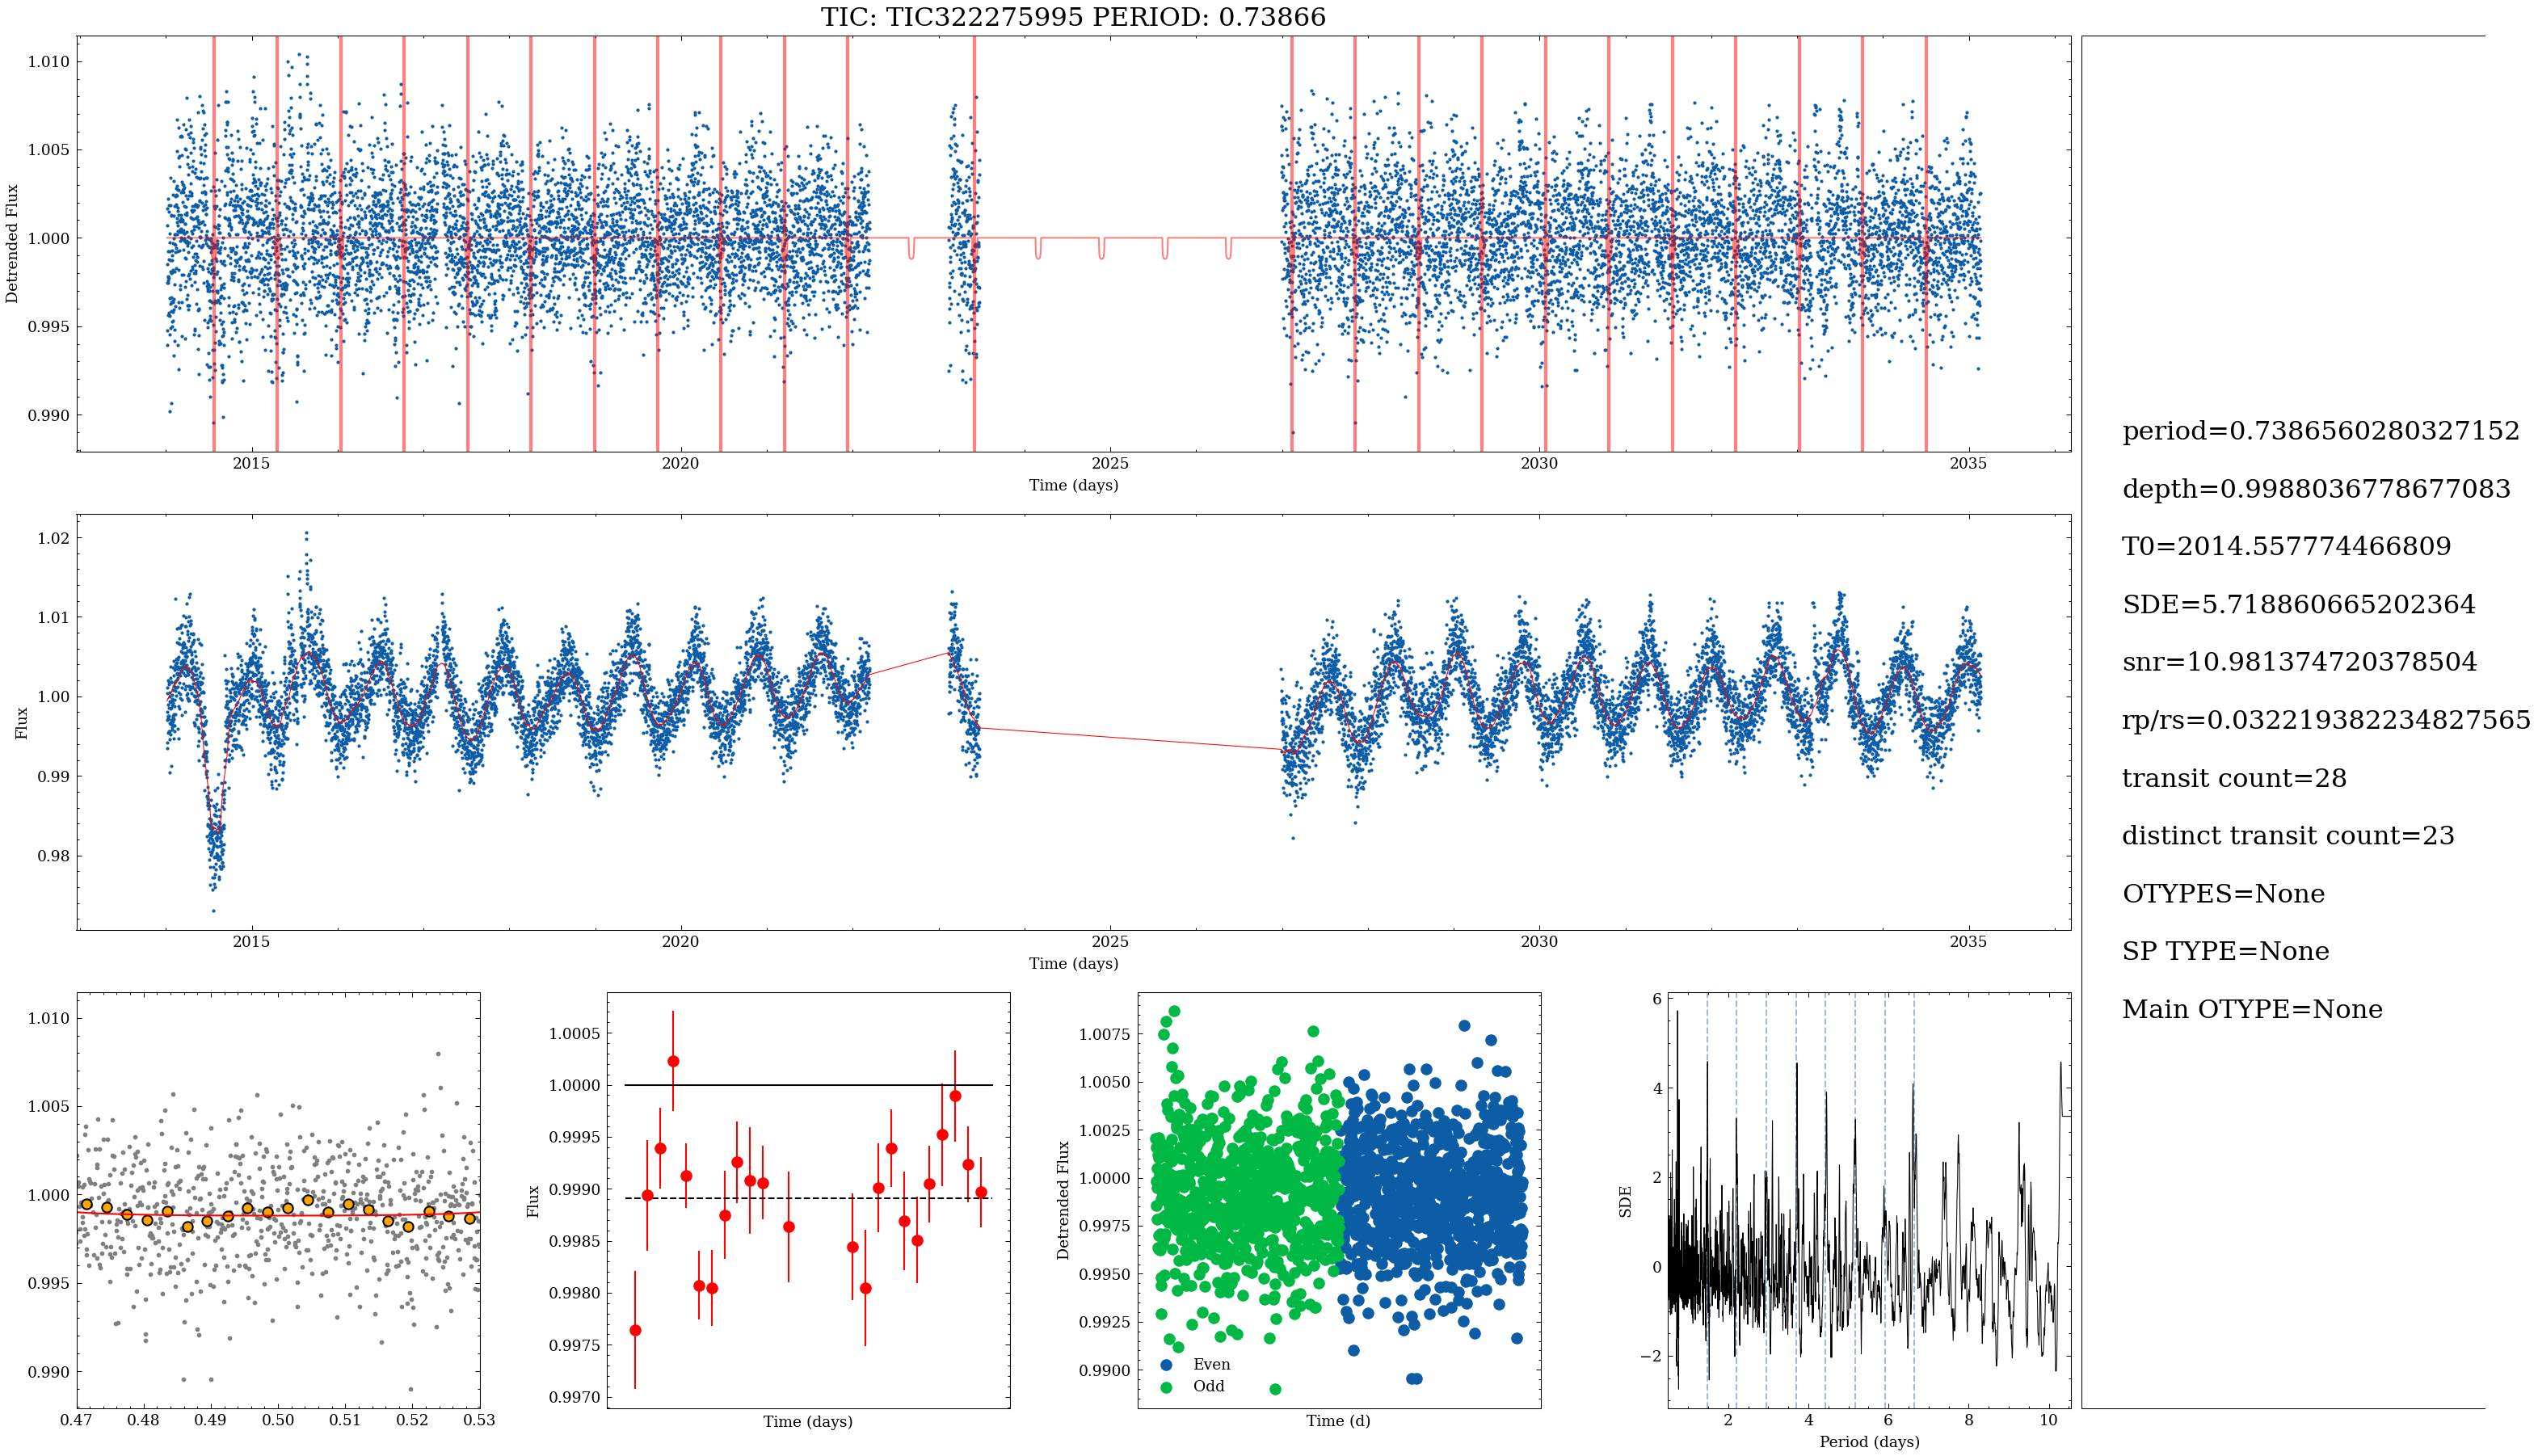 TIC: TIC322275995 PERIOD: 0.73866
1.010
1.005
1.000
0.995
0.990
Detrended Flux
2015
2020
2025
2030
2035
Time (days)
1.02
1.01
1.00
0.99
0.98
Flux
2015
2020
2025
2030
2035
Time (days)
period=0.7386560280327152
depth=0.9988036778677083
T0=2014.557774466809
SDE=5.718860665202364
snr=10.981374720378504
rp/rs=0.032219382234827565
transit count=28
distinct transit count=23
OTYPES=None
SP TYPE=None
Main OTYPE=None
1.010
1.005
1.000
0.995
0.990
0.47
0.48
0.49
0.50
0.51
0.52
0.53
1.0005
1.0000
0.9995
0.9990
0.9985
0.9980
0.9975
0.9970
Flux
Time (days)
1.0075
1.0050
1.0025
1.0000
0.9975
0.9950
0.9925
0.9900
Detrended Flux
Even
Odd
Time (d)
6
4
2
0
−2
SDE
2
4
6
8
10
Period (days)